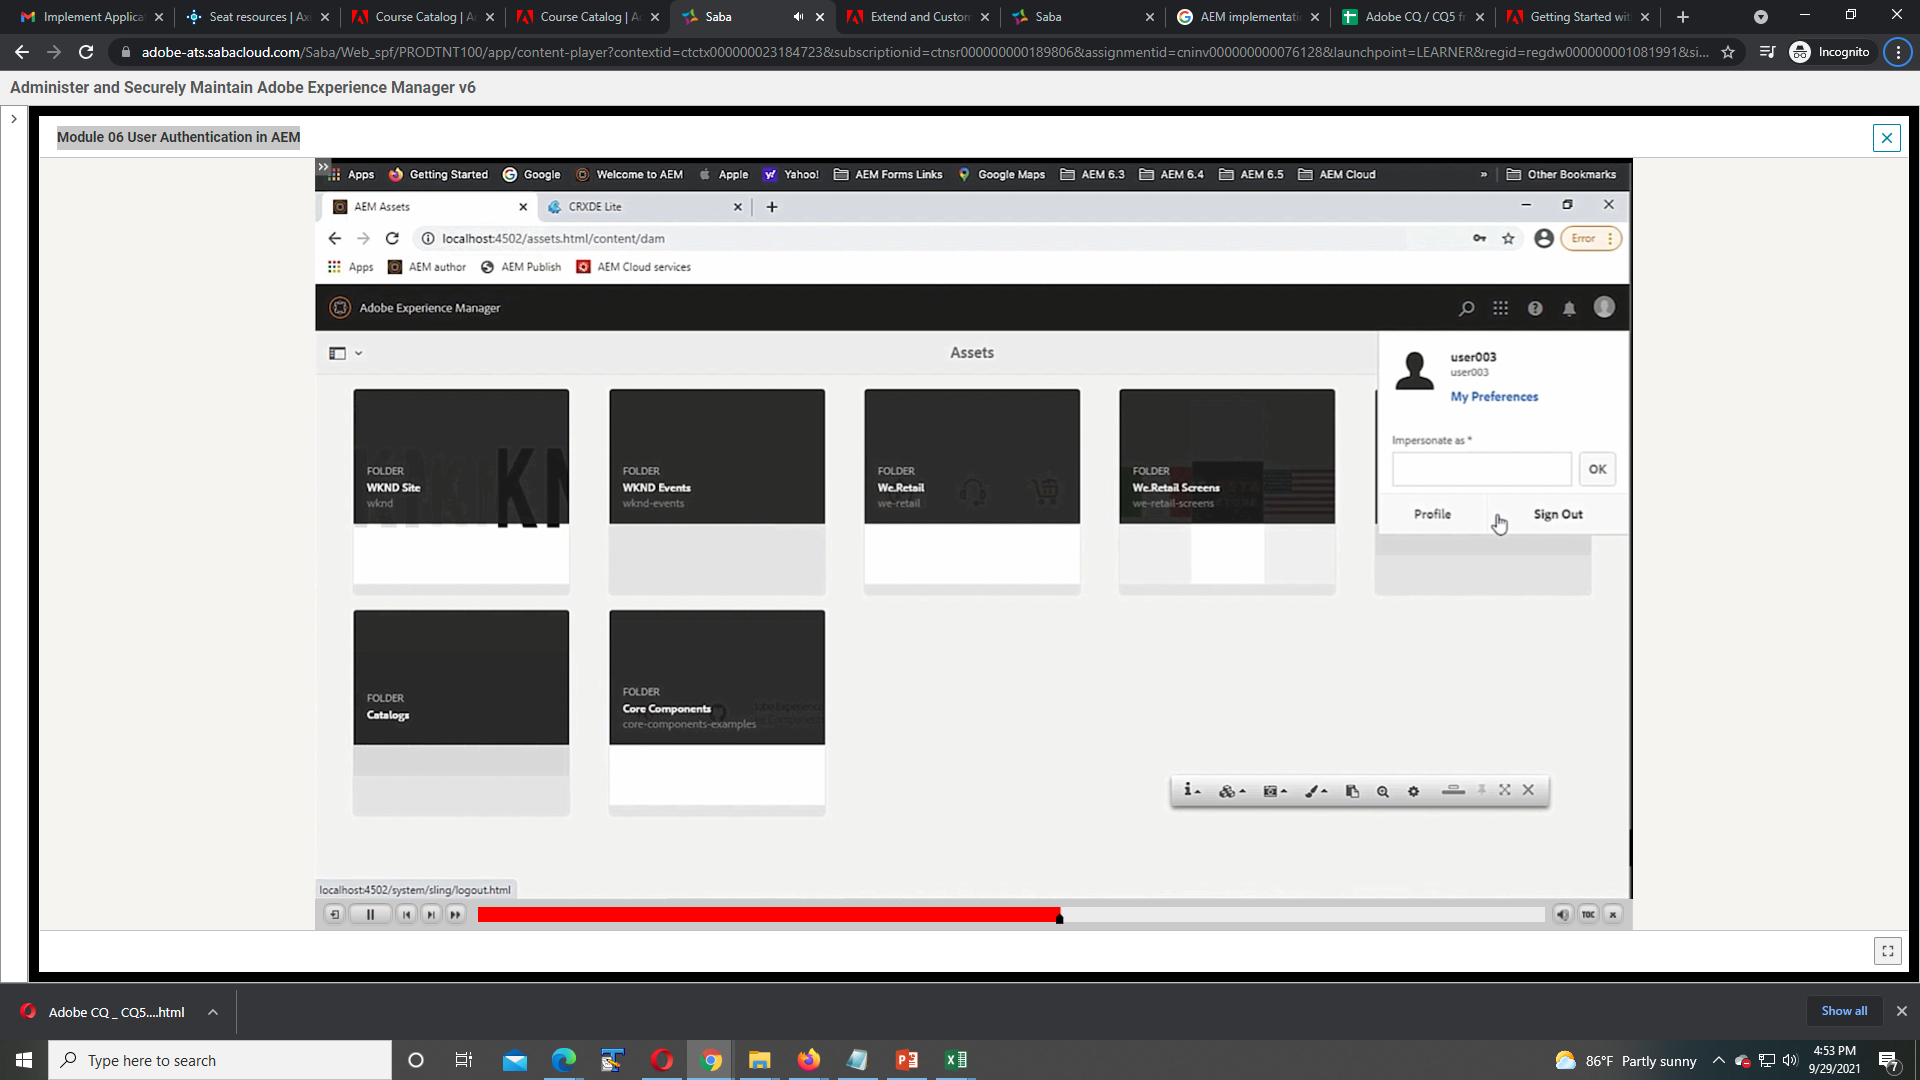 Implement Applica
Seat resources | Ax
Course Catalog | A
Course Catalog | A
Saba
Extend and Custom
Saba
AEM implementati
Adobe CQ / CQ5 f
Getting Started wit
adobe-ats.sabacloud.com/Saba/Web_spf/PRODTNT100/app/content-player?contextid=ctctx000000023184723&subscriptionid=ctnsr0000000000189806&assignmentid=cninv000000000076128&launchpoint=LEARNER&regid=regdw000000001081991&si...
Incognito
Administer and Securely Maintain Adobe Experience Manager v6
Module 06 User Authentication in AEM
Apps
Getting Started
Google
Welcome to AEM
Apple
Yahoo!
AEM Forms Links
Google Maps
AEM 6.3
AEM 6.4
AEM 6.5
AEM Cloud
»
Other Bookmarks
AEM Assets
CRXDE Lite
localhost:4502/assets.html/content/dam
Error
Apps
AEM author
AEM Publish
AEM Cloud services
Adobe Experience Manager
Assets
user003
user003
My Preferences
Impersonate as *
OK
Profile
Sign Out
FOLDER
WKND Site
wknd
FOLDER
WKND Events
wknd-events
FOLDER
We.Retail
we-retail
FOLDER
We.Retail Screens
we-retail-screens
FOLDER
Catalogs
FOLDER
Core Components
core-components-examples
localhost:4502/system/sling/logout.html
TOC
Adobe CQ _ CQ5....html
Show all
Type here to search
86°F Partly sunny
4:53 PM
9/29/2021
7